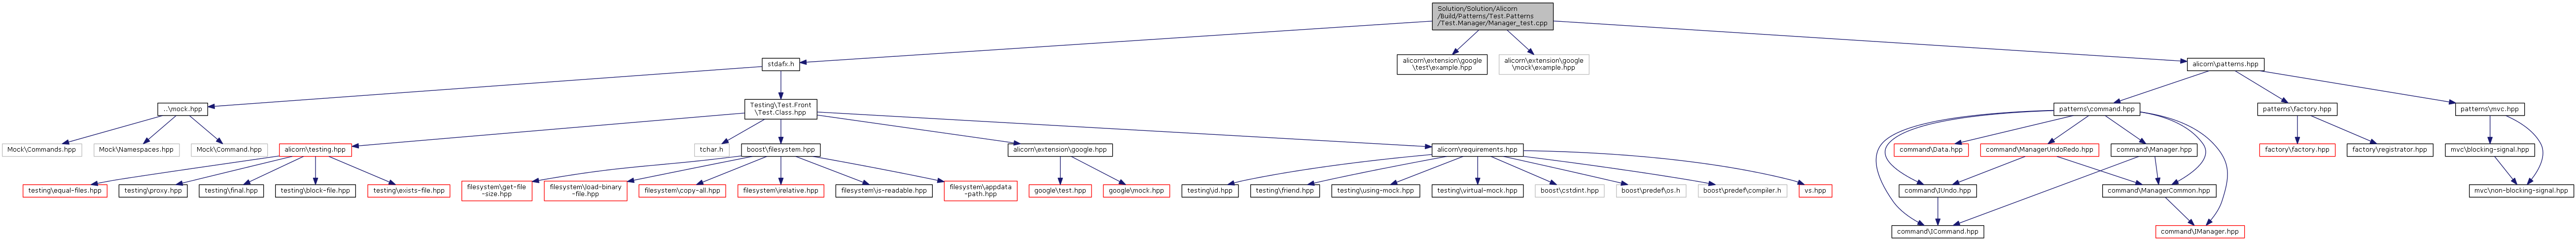 Solution/Solution/Alicorn
/Build/Patterns/Test.Patterns
/Test.Manager/Manager_test.cpp
stdafx.h
alicorn\extension\google
\test\example.hpp
alicorn\extension\google
\mock\example.hpp
alicorn\patterns.hpp
..\mock.hpp
Testing\Test.Front
\Test.Class.hpp
patterns\command.hpp
patterns\factory.hpp
patterns\mvc.hpp
Mock\Commands.hpp
Mock\Namespaces.hpp
Mock\Command.hpp
alicorn\testing.hpp
tchar.h
boost\filesystem.hpp
alicorn\extension\google.hpp
alicorn\requirements.hpp
command\Data.hpp
command\ManagerUndoRedo.hpp
command\Manager.hpp
factory\factory.hpp
factory\registrator.hpp
mvc\blocking-signal.hpp
testing\equal-files.hpp
testing\proxy.hpp
testing\final.hpp
testing\block-file.hpp
testing\exists-file.hpp
filesystem\get-file
-size.hpp
filesystem\load-binary
-file.hpp
filesystem\copy-all.hpp
filesystem\relative.hpp
filesystem\is-readable.hpp
filesystem\appdata
-path.hpp
google\test.hpp
google\mock.hpp
testing\id.hpp
testing\friend.hpp
testing\using-mock.hpp
testing\virtual-mock.hpp
boost\cstdint.hpp
boost\predef\os.h
boost\predef\compiler.h
vs.hpp
command\IUndo.hpp
command\ManagerCommon.hpp
mvc\non-blocking-signal.hpp
command\ICommand.hpp
command\IManager.hpp